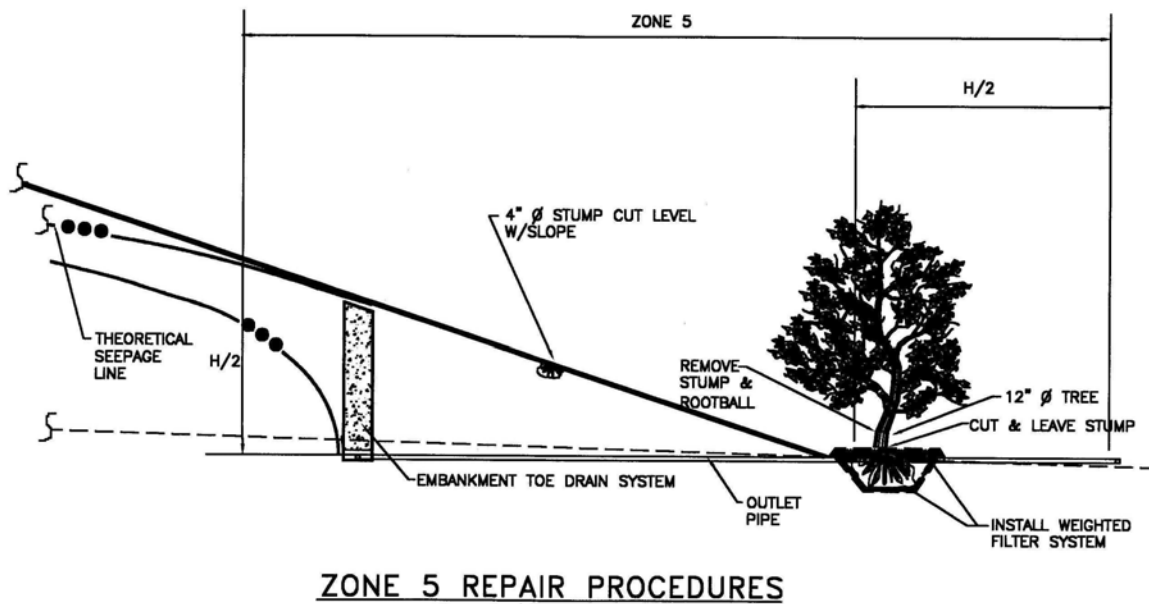 ZONE 5
H/2
4" Ø STUMP CUT LEVEL
W/SLOPE
THEORETICAL
SEEPAGE
LINE
H/2
REMOVE
STUMP &
ROOTBALL
12" Ø TREE
CUT & LEAVE STUMP
EMBANKMENT TOE DRAIN SYSTEM
OUTLET
PIPE
INSTALL WEIGHTED
FILTER SYSTEM
ZONE 5 REPAIR PROCEDURES